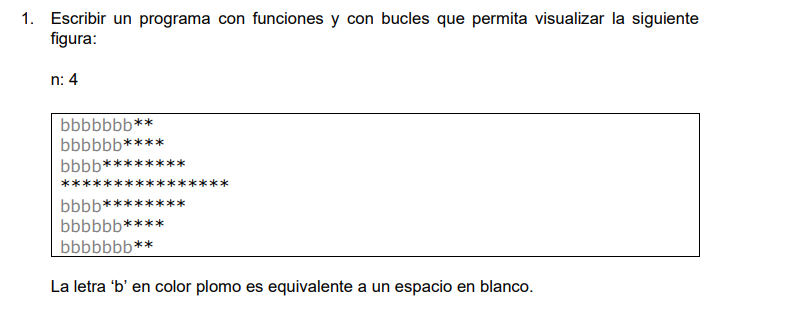 1. Escribir un programa con funciones y con bucles que permita visualizar la siguiente
figura:
n: 4
bbbbbbb**
bbbbbb****
bbbb********
****************
bbbb********
bbbbbb****
bbbbbbb**
La letra ‘b’ en color plomo es equivalente a un espacio en blanco.